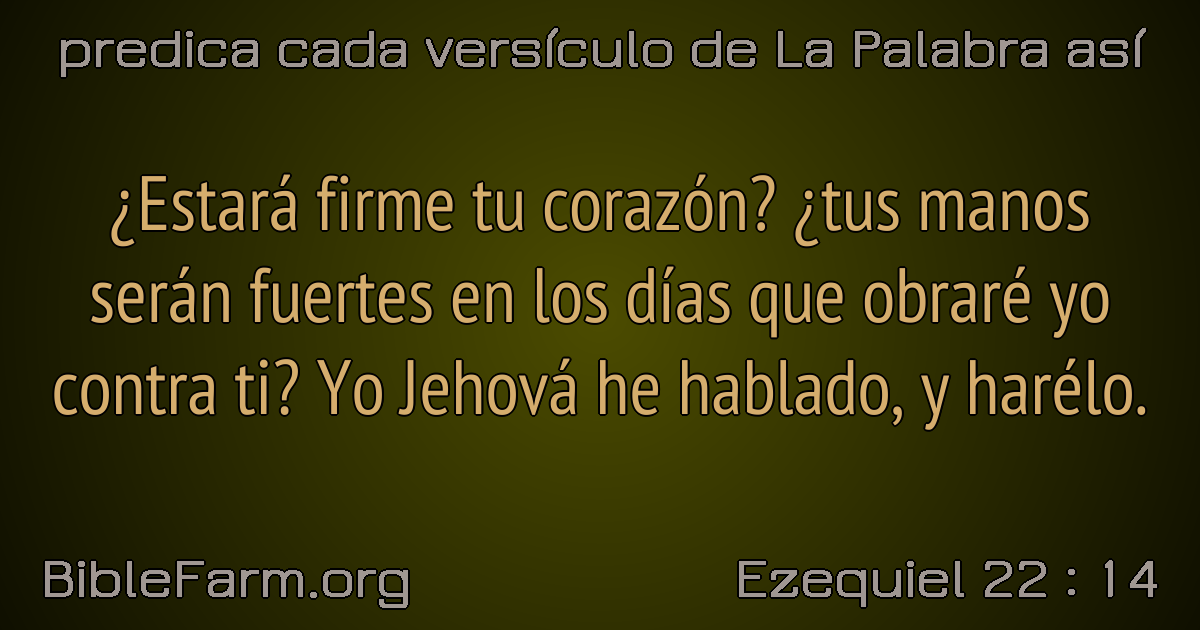 predica cada versículo de La Palabra así
¿Estará firme tu corazón? ¿tus manos
serán fuertes en los días que obraré yo
contra ti? Yo Jehová he hablado, y harélo.
BibleFarm.org
Ezequiel 22 : 14